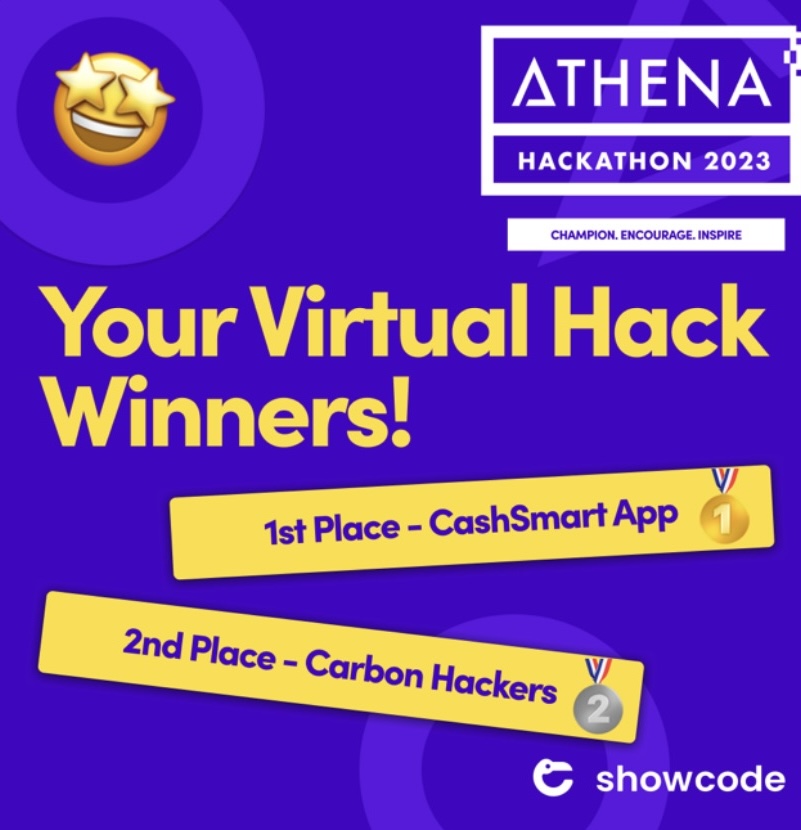 ATHENA
HACKATHON 2023
CHAMPION. ENCOURAGE. INSPIRE
Your Virtual Hack
Winners!
1st Place - CashSmart App 1
2nd Place - Carbon Hackers 2
showcode